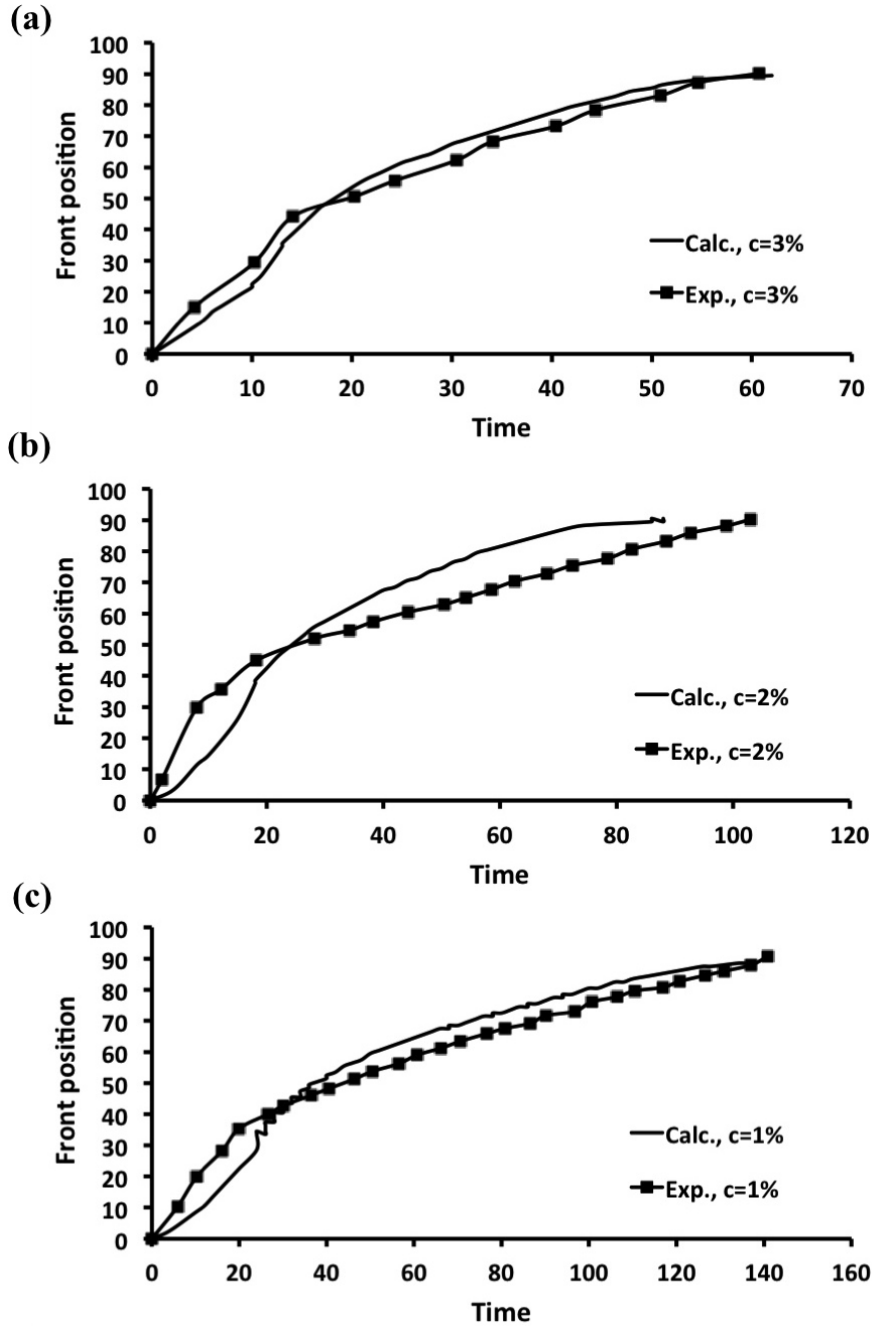 (a)
100
90
80
70
60
50
40
30
20
10
0
Front position
Calc., c=3%
Exp., c=3%
0 10 20 30 40 50 60 70
Time
(b)
100
90
80
70
60
50
40
30
20
10
0
Front position
Calc., c=2%
Exp., c=2%
0 20 40 60 80 100 120
Time
(c)
100
90
80
70
60
50
40
30
20
10
0
Front position
Calc., c=1%
Exp., c=1%
0 20 40 60 80 100 120 140 160
Time